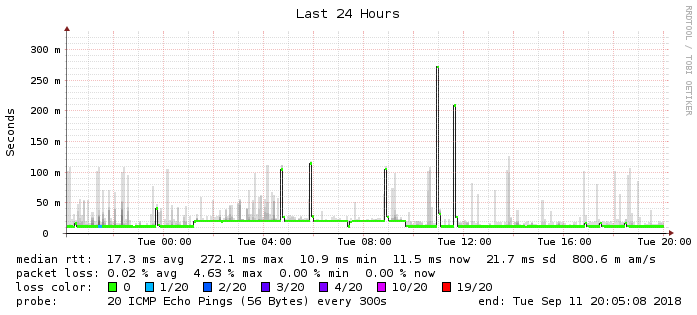 Last 24 Hours
RRDTOOL / TOBI OETIKER
Seconds
300 m
250 m
200 m
150 m
100 m
50 m
0
Tue 00:00 Tue 04:00 Tue 08:00 Tue 12:00 Tue 16:00 Tue 20:00
median rtt: 17.3 ms avg 272.1 ms max 10.9 ms min 11.5 ms now 21.7 ms sd 800.6 m am/s
packet loss: 0.02 % avg 4.63 % max 0.00 % min 0.00 % now
loss color: 0 1/20 2/20 3/20 4/20 10/20 19/20
probe: 20 ICMP Echo Pings (56 Bytes) every 300s end: Tue Sep 11 20:05:08 2018